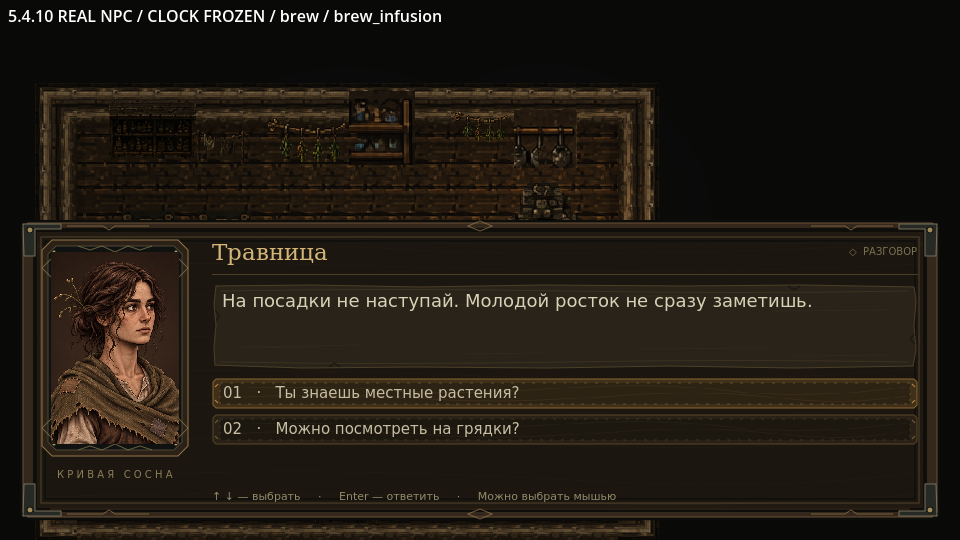 5.4.10 REAL NPC / CLOCK FROZEN / brew / brew_infusion
Травница
◇ РАЗГОВОР
На посадки не наступай. Молодой росток не сразу заметишь.
01 · Ты знаешь местные растения?
02 · Можно посмотреть на грядки?
КРИВАЯ СОСНА
↑ ↓ — выбрать · Enter — ответить · Можно выбрать мышью